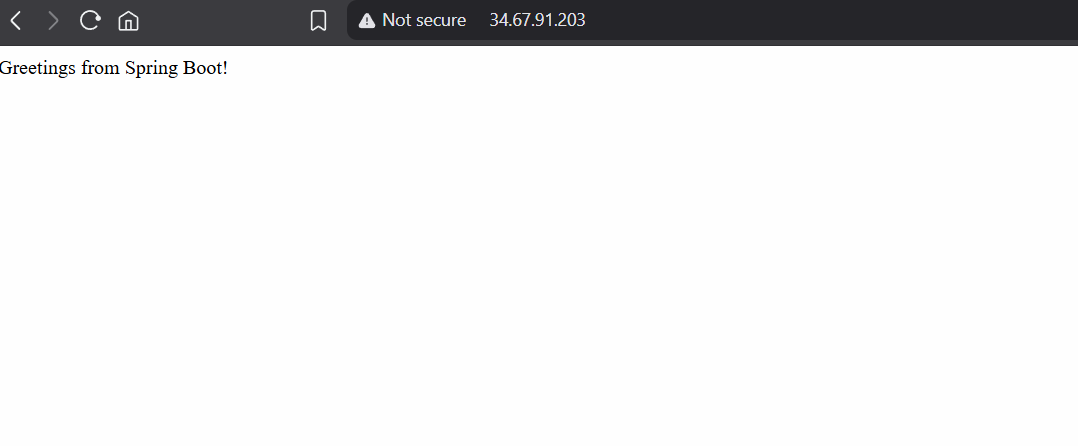 Not secure 34.67.91.203
Greetings from Spring Boot!